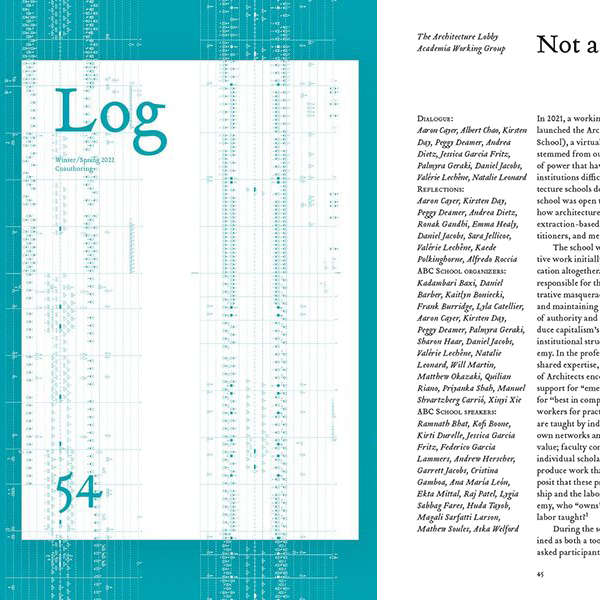 Log
Winter/Spring 2022
Coauthoring
54
The Architecture Lobby
Academia Working Group
Not a
Dialogue:
Aaron Cayer, Albert Chao, Kirsten
Day, Peggy Deamer, Andrea
Dietz, Jessica Garcia Fritz,
Palmyra Geraki, Daniel Jacobs,
Valérie Lechêne, Natalie Leonard
Reflections:
Aaron Cayer, Kirsten Day,
Peggy Deamer, Andrea Dietz,
Ronak Gandhi, Emma Healy,
Daniel Jacobs, Sara Jellicoe,
Valérie Lechêne, Kaede
Polkinghorne, Alfredo Roccia
ABC School organizers:
Kadambari Baxi, Daniel
Barber, Kaitlyn Boniecki,
Frank Burridge, Lyla Catellier,
Aaron Cayer, Kirsten Day,
Peggy Deamer, Palmyra Geraki,
Sharon Haar, Daniel Jacobs,
Valérie Lechêne, Natalie
Leonard, Will Martin,
Matthew Okazaki, Quilian
Riano, Priyanka Shah, Manuel
Shvartzberg Carrió, Xinyi Xie
ABC School speakers:
Ramnath Bhat, Kofi Boone,
Kirti Durelle, Jessica Garcia
Fritz, Federico Garcia
Lammers, Andrew Herscher,
Garrett Jacobs, Cristina
Gamboa, Ana María León,
Ekta Mittal, Raj Patel, Lygia
Sabbag Fares, Huda Tayob,
Magali Sarfatti Larson,
Mathew Soules, Aska Welford
In 2021, a workin
launched the Arc
School), a virtua
stemmed from ou
of power that hav
institutions diffic
tecture schools de
school was open t
how architecture
extraction-based
titioners, and me
The school w
tive work initiall
cation altogether.
responsible for th
trative masquerad
and maintaining
of authority and
duce capitalism's
institutional struc
emy. In the profes
shared expertise,
of Architects enc
support for "eme
for "best in comp
workers for pract
are taught by ind
own networks an
value; faculty con
individual schola
produce work tha
posit that these pr
ship and the labo
emy, who "owns"
labor taught?¹
During the sc
ined as both a too
asked participant
45